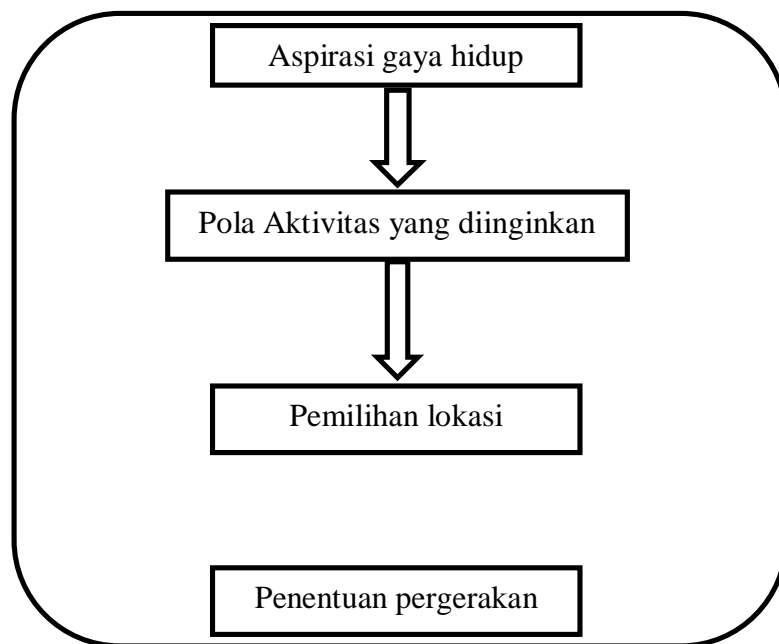 Aspirasi gaya hidup
Pola Aktivitas yang diinginkan
Pemilihan lokasi
Penentuan pergerakan